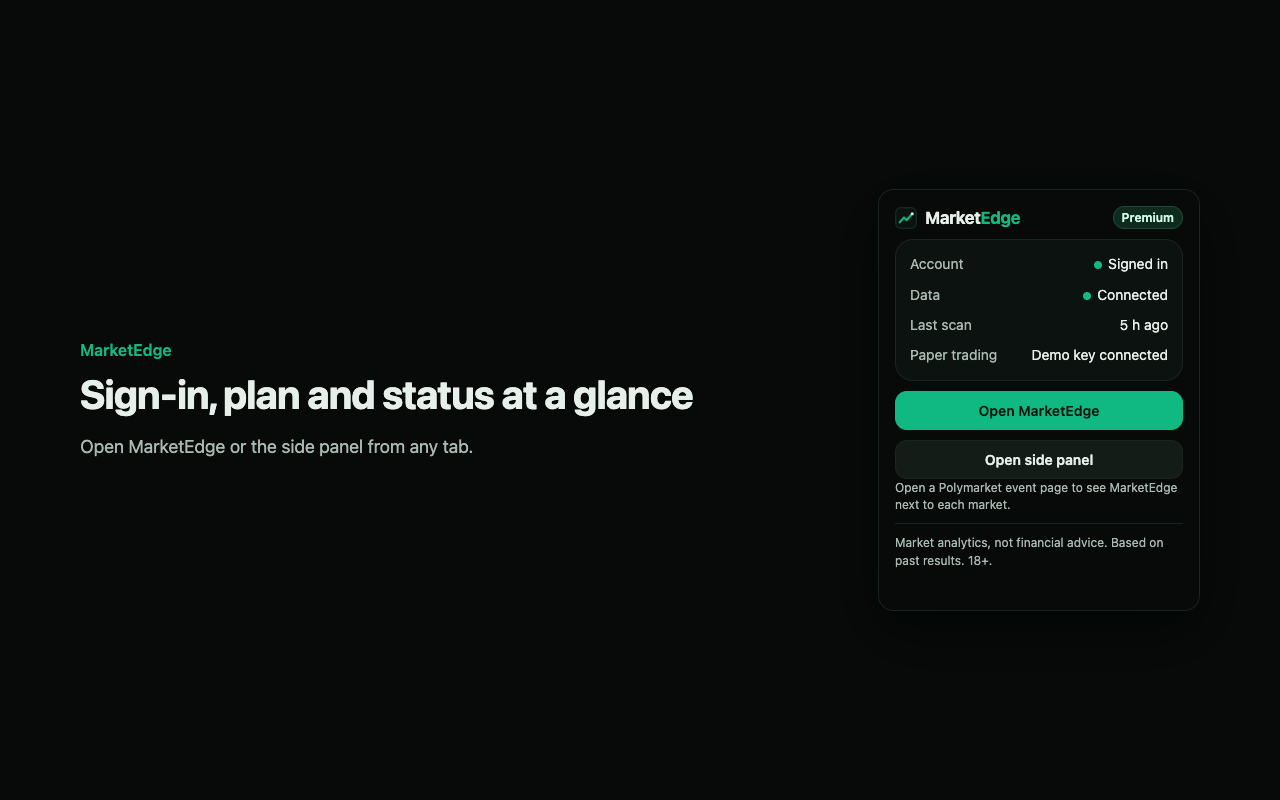 MarketEdge
Sign-in, plan and status at a glance
Open MarketEdge or the side panel from any tab.
MarketEdge
Premium
Account
Signed in
Data
Connected
Last scan
5 h ago
Paper trading
Demo key connected
Open MarketEdge
Open side panel
Open a Polymarket event page to see MarketEdge
next to each market.
Market analytics, not financial advice. Based on
past results. 18+.